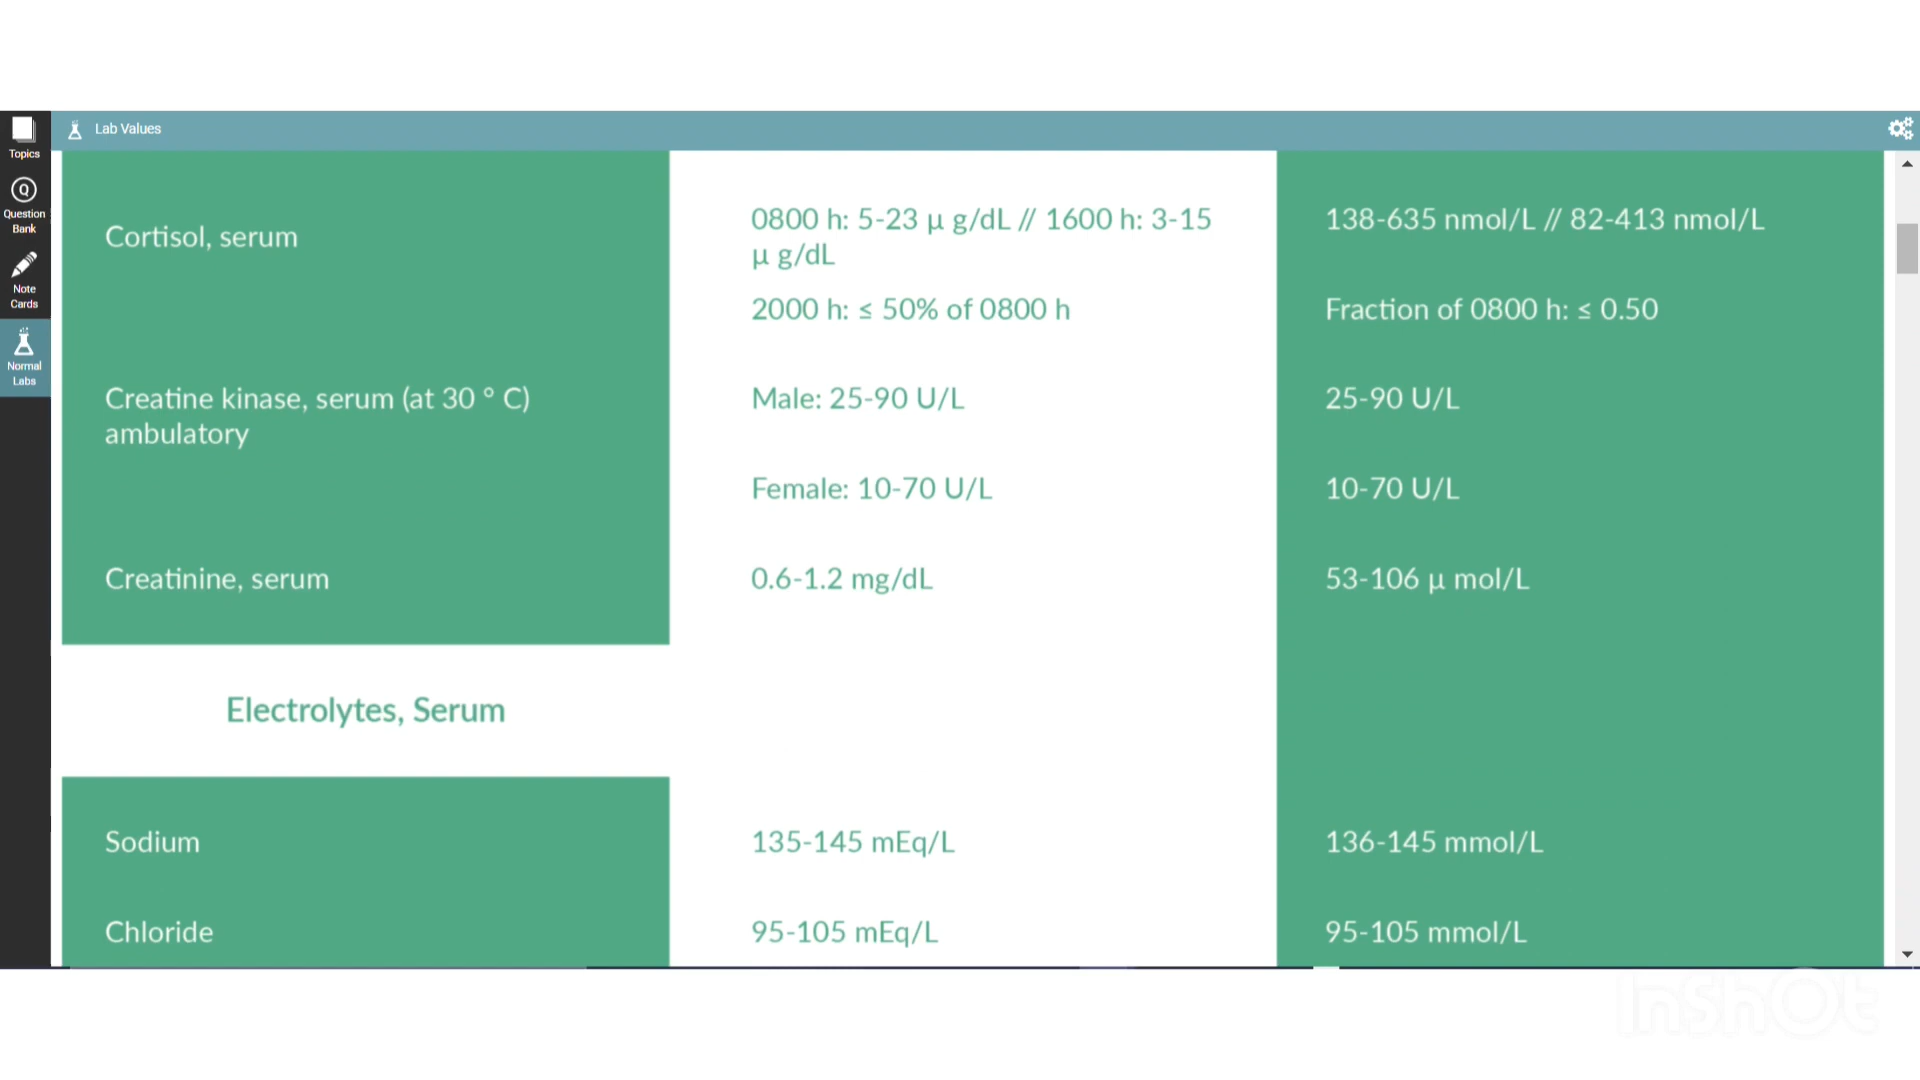 Lab Values
Topics
Question
Bank
Note
Cards
Normal
Labs
Cortisol, serum
0800 h: 5-23 µ g/dL // 1600 h: 3-15
µ g/dL
138-635 nmol/L // 82-413 nmol/L
2000 h: ≤ 50% of 0800 h
Fraction of 0800 h: ≤ 0.50
Creatine kinase, serum (at 30 ° C)
ambulatory
Male: 25-90 U/L
25-90 U/L
Female: 10-70 U/L
10-70 U/L
Creatinine, serum
0.6-1.2 mg/dL
53-106 µ mol/L
Electrolytes, Serum
Sodium
135-145 mEq/L
136-145 mmol/L
Chloride
95-105 mEq/L
95-105 mmol/L
InshOt